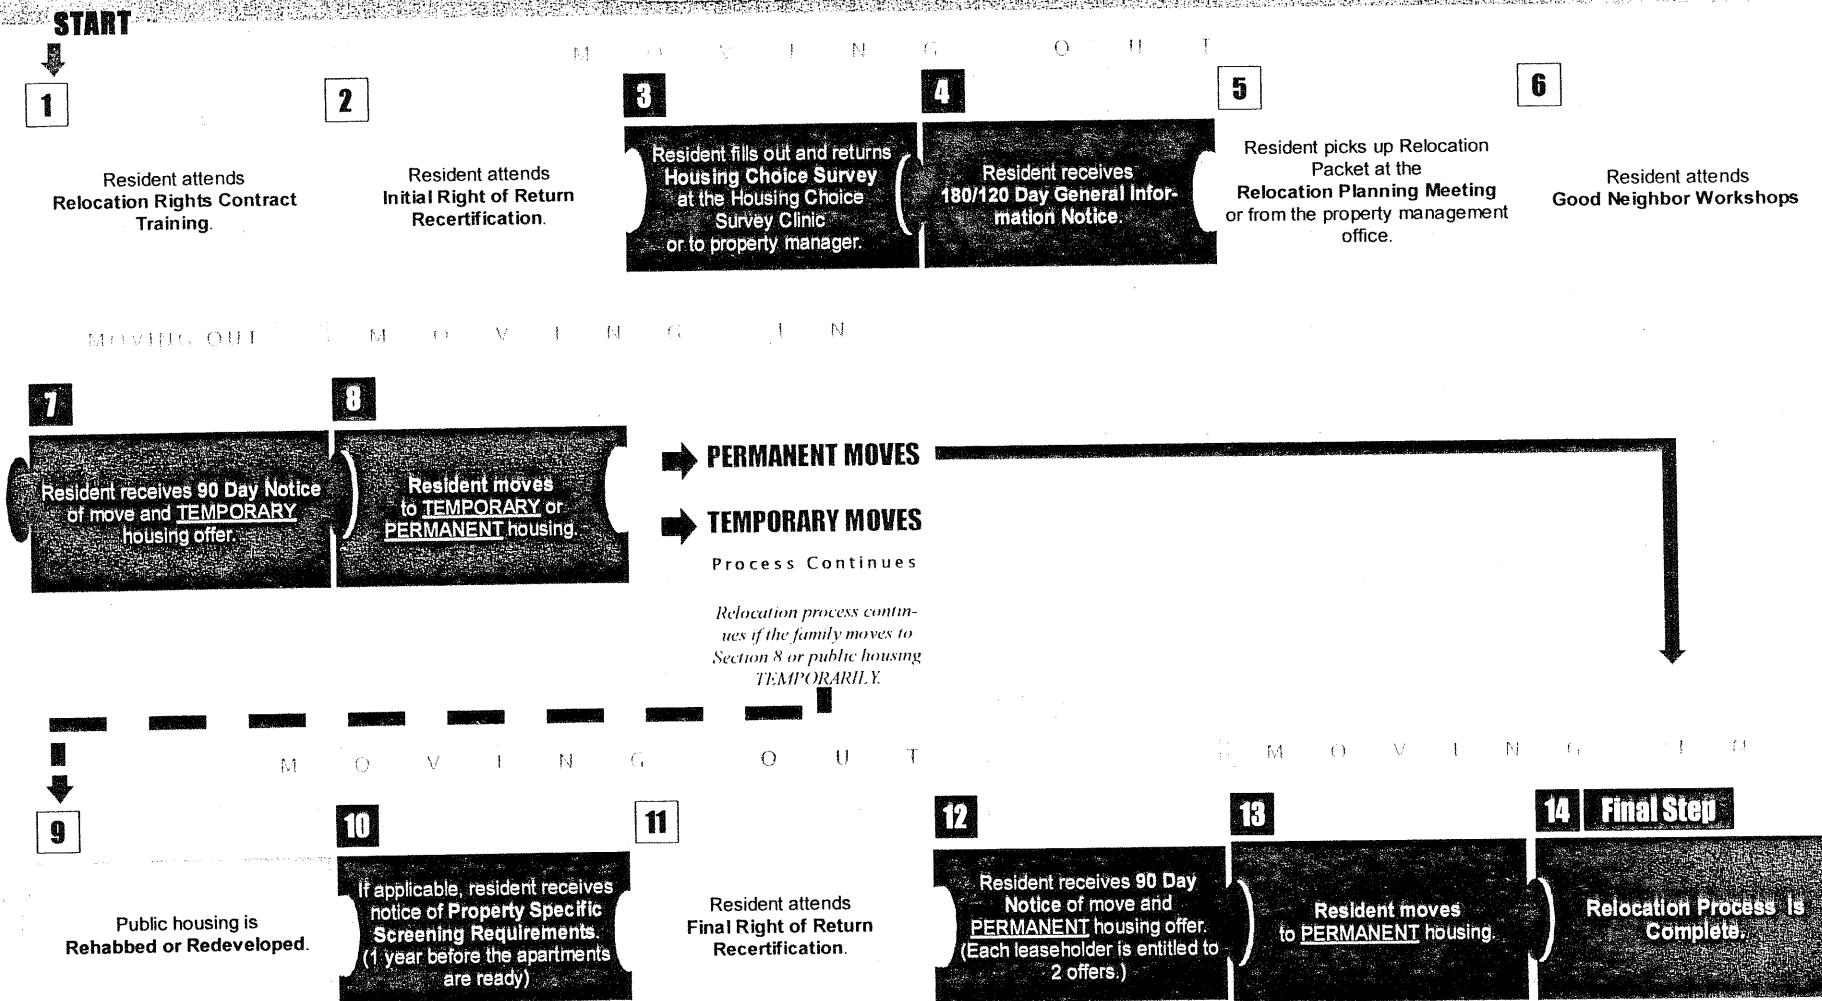 START
MOVING OUT
1
Resident attends
Relocation Rights Contract
Training.
2
Resident attends
Initial Right of Return
Recertification.
3
Resident fills out and returns
Housing Choice Survey
at the Housing Choice
Survey Clinic
or to property manager.
4
Resident receives
180/120 Day General Infor-
mation Notice.
5
Resident picks up Relocation
Packet at the
Relocation Planning Meeting
or from the property management
office.
6
Resident attends
Good Neighbor Workshops
MOVING OUT
MOVING IN
7
Resident receives 90 Day Notice
of move and TEMPORARY
housing offer.
8
Resident moves
to TEMPORARY or
PERMANENT housing.
PERMANENT MOVES
TEMPORARY MOVES
Process Continues
Relocation process contin-
ues if the family moves to
Section 8 or public housing
TEMPORARILY.
MOVING OUT
MOVING IN
9
Public housing is
Rehabbed or Redeveloped.
10
If applicable, resident receives
notice of Property Specific
Screening Requirements.
(1 year before the apartments
are ready)
11
Resident attends
Final Right of Return
Recertification.
12
Resident receives 90 Day
Notice of move and
PERMANENT housing offer.
(Each leaseholder is entitled to
2 offers.)
13
Resident moves
to PERMANENT housing.
14 Final Step
Relocation Process is
Complete.